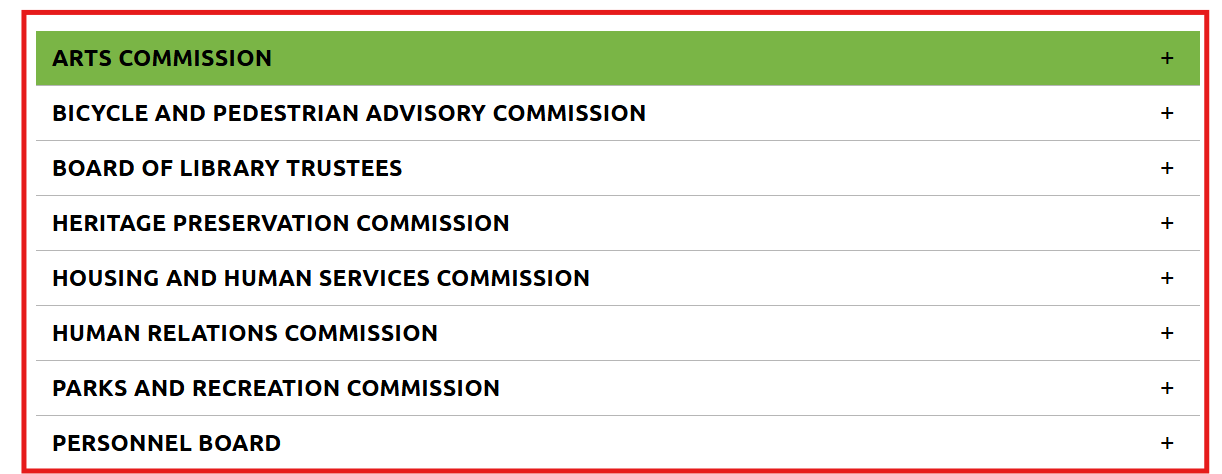 ARTS COMMISSION +
BICYCLE AND PEDESTRIAN ADVISORY COMMISSION +
BOARD OF LIBRARY TRUSTEES +
HERITAGE PRESERVATION COMMISSION +
HOUSING AND HUMAN SERVICES COMMISSION +
HUMAN RELATIONS COMMISSION +
PARKS AND RECREATION COMMISSION +
PERSONNEL BOARD +